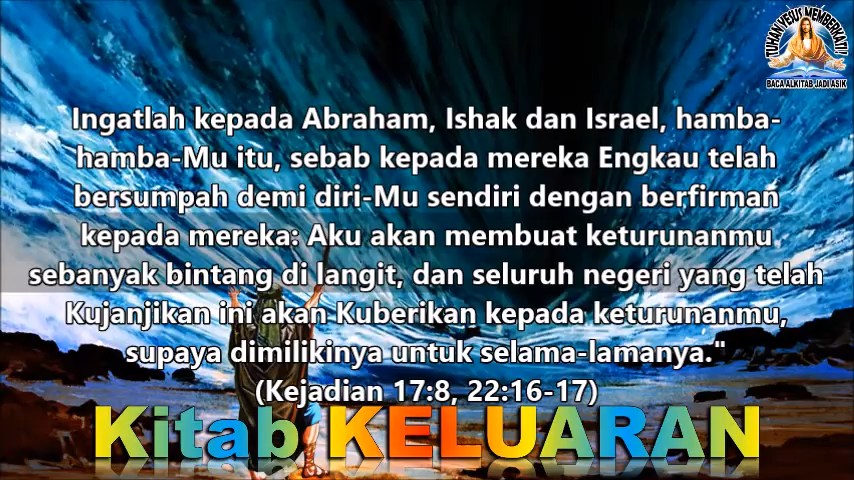 TUHAN YESUS MEMBERKATI!
BACA ALKITAB JADI ASIK
Ingatlah kepada Abraham, Ishak dan Israel, hamba-
hamba-Mu itu, sebab kepada mereka Engkau telah
bersumpah demi diri-Mu sendiri dengan berfirman
kepada mereka: Aku akan membuat keturunanmu
sebanyak bintang di langit, dan seluruh negeri yang telah
Kujanjikan ini akan Kuberikan kepada keturunanmu,
supaya dimilikinya untuk selama-lamanya."
(Kejadian 17:8, 22:16-17)
Kitab KELUARAN